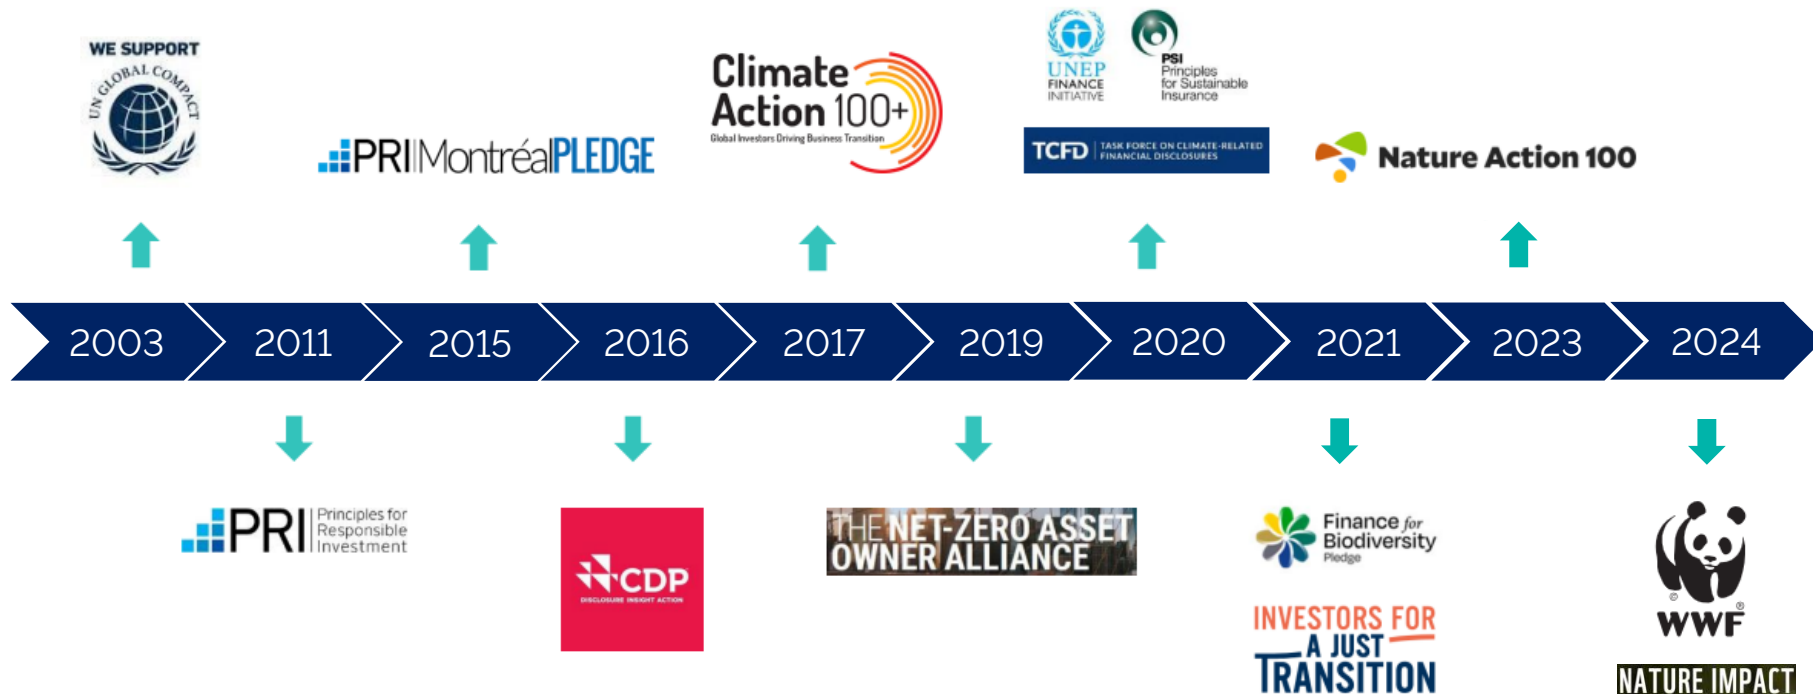 WE SUPPORT
UN GLOBAL COMPACT
PRI Montréal PLEDGE
Climate
Action 100+
Global Investors Driving Business Transition
UNEP
FINANCE
INITIATIVE
PSI
Principles
for Sustainable
Insurance
TCFD TASK FORCE ON CLIMATE-RELATED
FINANCIAL DISCLOSURES
Nature Action 100
2003 2011 2015 2016 2017 2019 2020 2021 2023 2024
PRI Principles for
Responsible
Investment
CDP
DISCLOSURE INSIGHT ACTION
THE NET-ZERO ASSET
OWNER ALLIANCE
Finance for
Biodiversity
Pledge
INVESTORS FOR
A JUST
TRANSITION
©
®
WWF
NATURE IMPACT